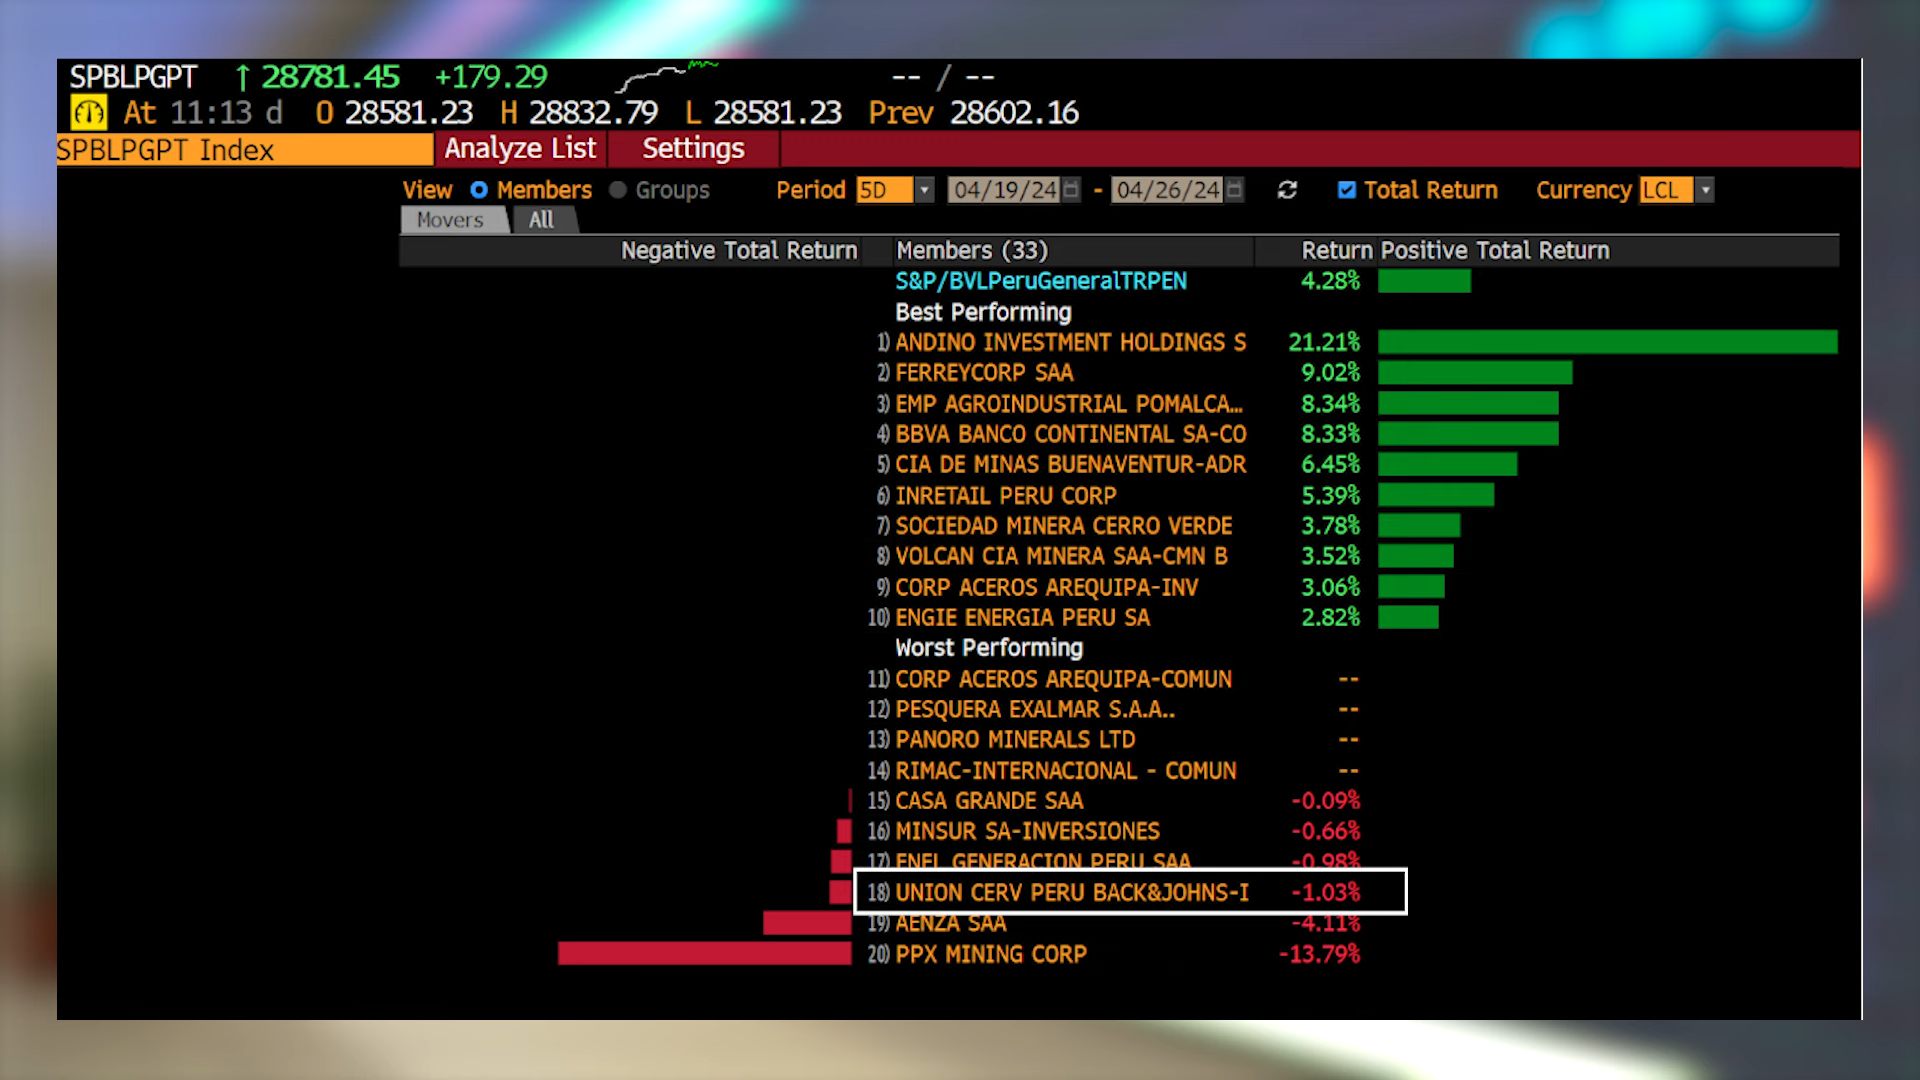 SPBLPGPT ↑ 28781.45 +179.29 -- / --
At 11:13 d O 28581.23 H 28832.79 L 28581.23 Prev 28602.16
SPBLPGPT Index Analyze List Settings
View Members Groups Period 5D 04/19/24 - 04/26/24 Total Return Currency LCL
Movers All
Negative Total Return Members (33) Return Positive Total Return
S&P/BVLPeruGeneralTRPEN 4.28%
Best Performing
1) ANDINO INVESTMENT HOLDINGS S 21.21%
2) FERREYCORP SAA 9.02%
3) EMP AGROINDUSTRIAL POMALCA... 8.34%
4) BBVA BANCO CONTINENTAL SA-CO 8.33%
5) CIA DE MINAS BUENAVENTUR-ADR 6.45%
6) INRETAIL PERU CORP 5.39%
7) SOCIEDAD MINERA CERRO VERDE 3.78%
8) VOLCAN CIA MINERA SAA-CMN B 3.52%
9) CORP ACEROS AREQUIPA-INV 3.06%
10) ENGIE ENERGIA PERU SA 2.82%
Worst Performing
11) CORP ACEROS AREQUIPA-COMUN --
12) PESQUERA EXALMAR S.A.A.. --
13) PANORO MINERALS LTD --
14) RIMAC-INTERNACIONAL - COMUN --
15) CASA GRANDE SAA -0.09%
16) MINSUR SA-INVERSIONES -0.66%
17) ENEL GENERACION PERU SAA -0.98%
18) UNION CERV PERU BACK&JOHNS-I -1.03%
19) AENZA SAA -4.11%
20) PPX MINING CORP -13.79%